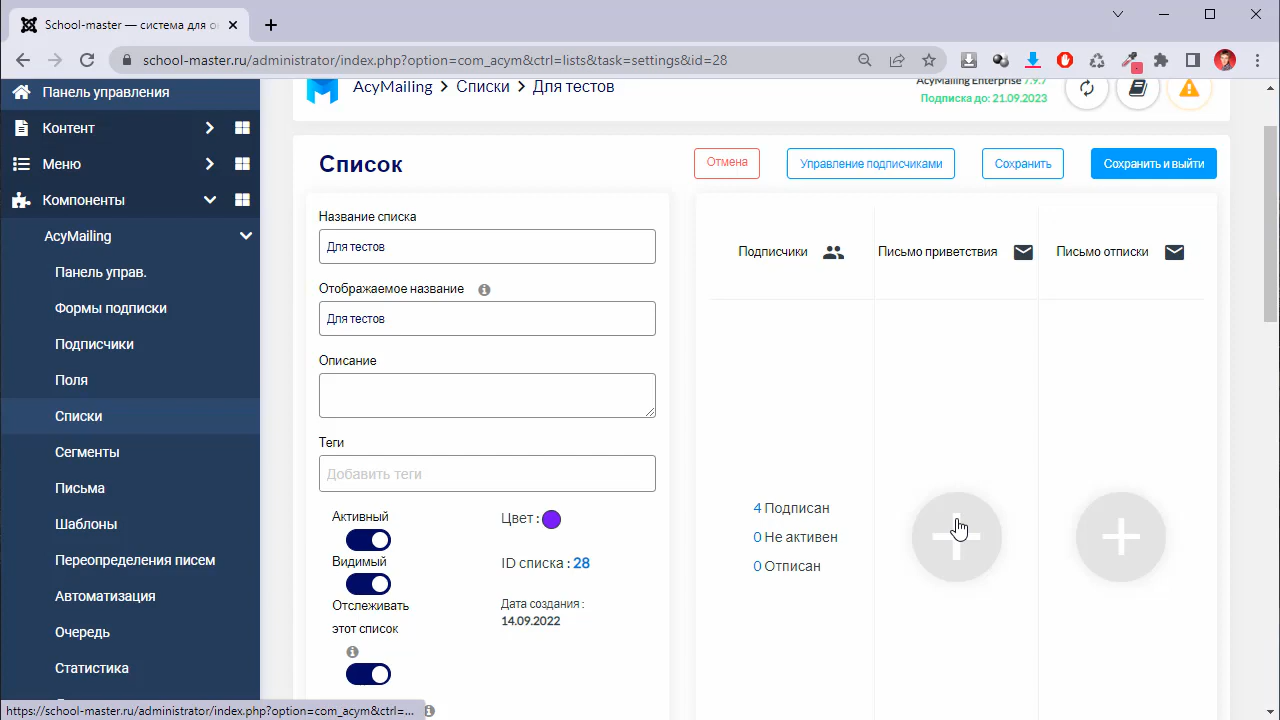 School-master — система для о
school-master.ru/administrator/index.php?option=com_acym&ctrl=lists&task=settings&id=28
Панель управления
Контент
Меню
Компоненты
AcyMailing
Панель управ.
Формы подписки
Подписчики
Поля
Списки
Сегменты
Письма
Шаблоны
Переопределения писем
Автоматизация
Очередь
Статистика
AcyMailing > Списки > Для тестов
AcyMailing Enterprise 7.9.7
Подписка до: 21.09.2023
Список
Отмена
Управление подписчиками
Сохранить
Сохранить и выйти
Название списка
Для тестов
Отображаемое название
Для тестов
Описание
Теги
Добавить теги
Активный
Видимый
Отслеживать
этот список
Цвет :
ID списка : 28
Дата создания :
14.09.2022
Подписчики
Письмо приветствия
Письмо отписки
4 Подписан
0 Не активен
0 Отписан
https://school-master.ru/administrator/index.php?option=com_acym&ctrl=...